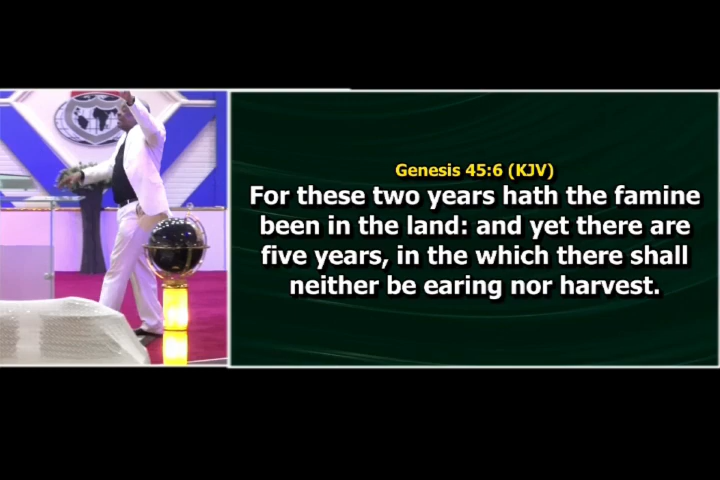 Genesis 45:6 (KJV)
For these two years hath the famine
been in the land: and yet there are
five years, in the which there shall
neither be earing nor harvest.